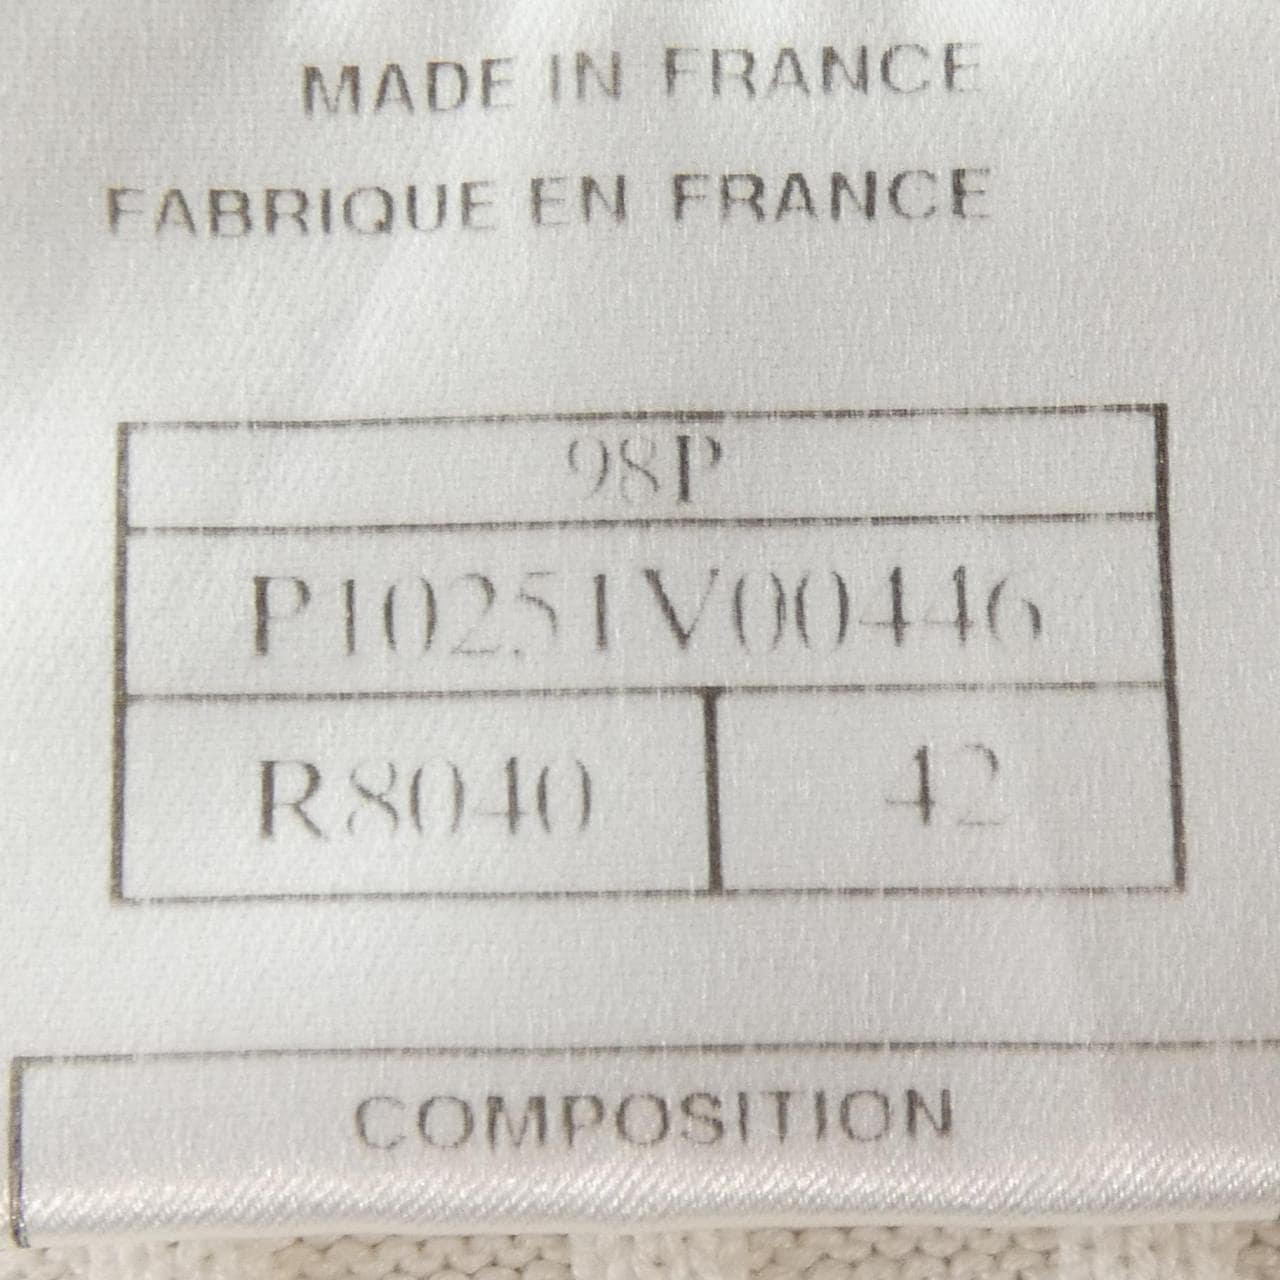 MADE IN FRANCE
FABRIQUE EN FRANCE
98P
P10251V00446
R8040 42
COMPOSITION